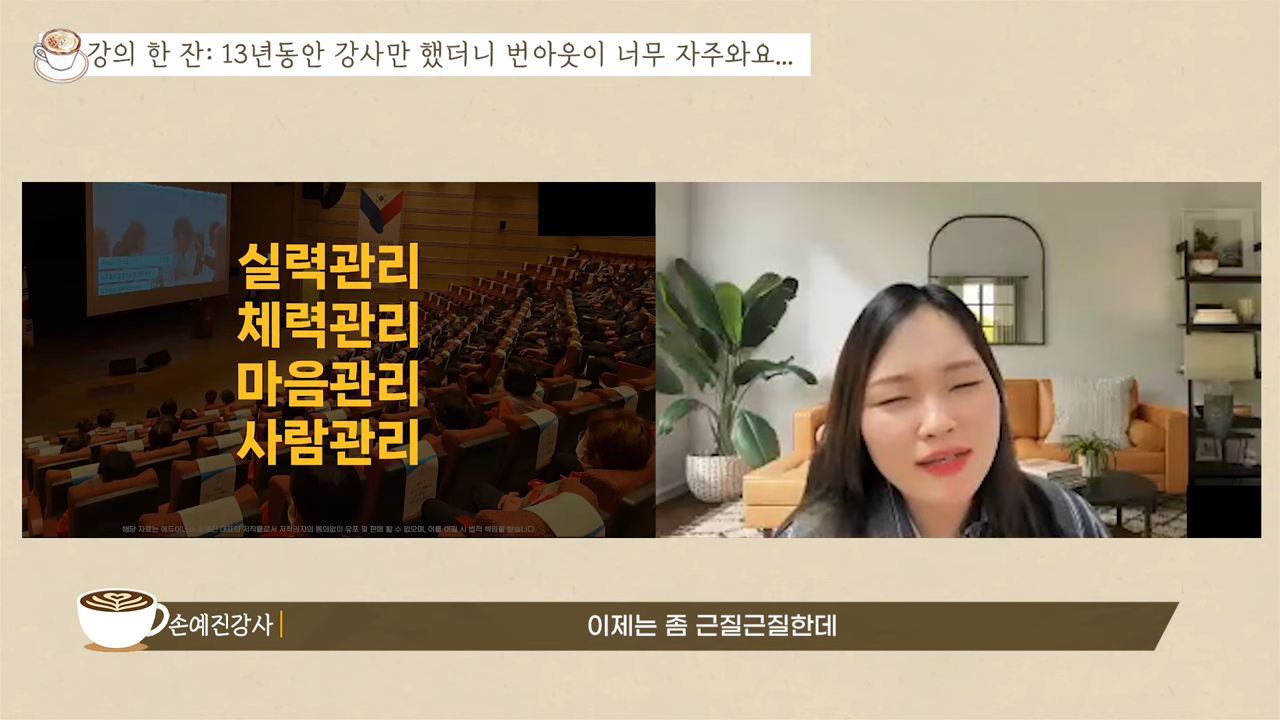 강의 한 잔: 13년동안 강사만 했더니 번아웃이 너무 자주와요...
실력관리
체력관리
마음관리
사람관리
손예진강사
이제는 좀 근질근질한데